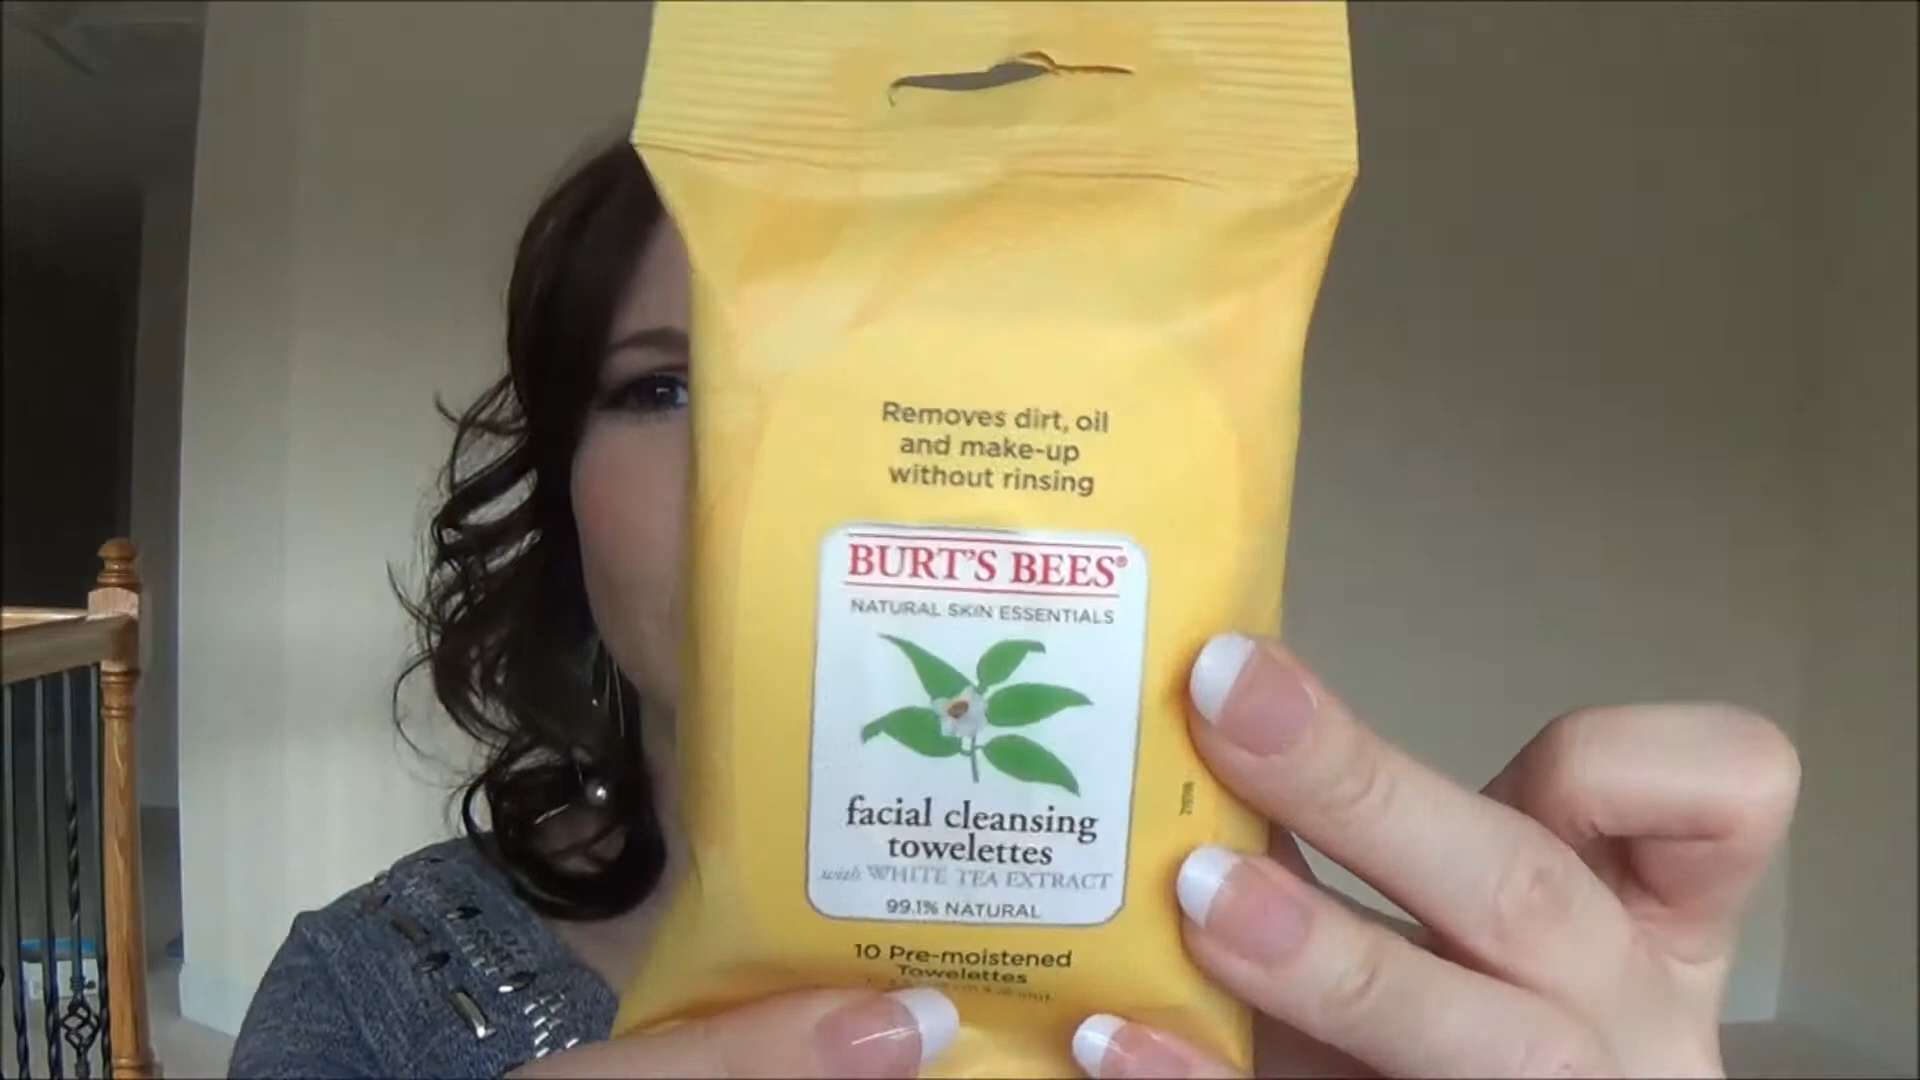 Removes dirt, oil
and make-up
without rinsing
BURT'S BEES®
NATURAL SKIN ESSENTIALS
facial cleansing
towelettes
with WHITE TEA EXTRACT
99.1% NATURAL
10 Pre-moistened
Towelettes